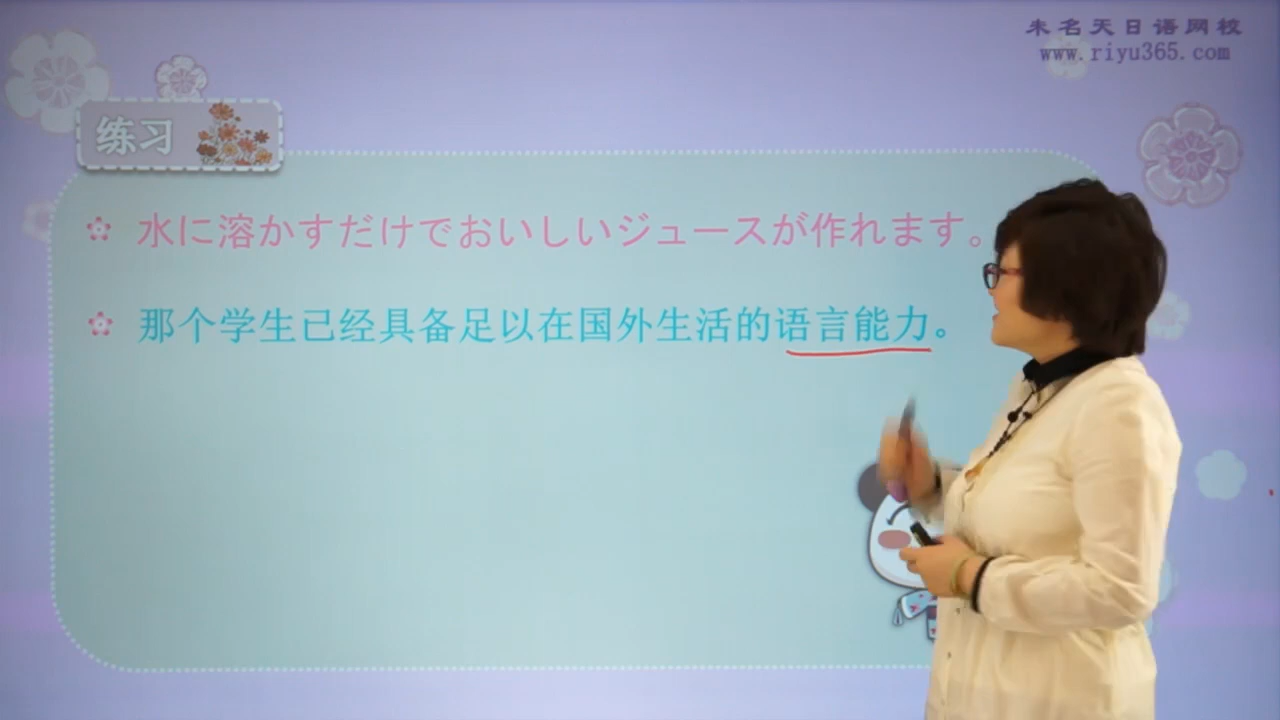 未名天日语网校
www.riyu365.com
练习
水に溶かすだけでおいしいジュースが作れます。
那个学生已经具备足以在国外生活的语言能力。